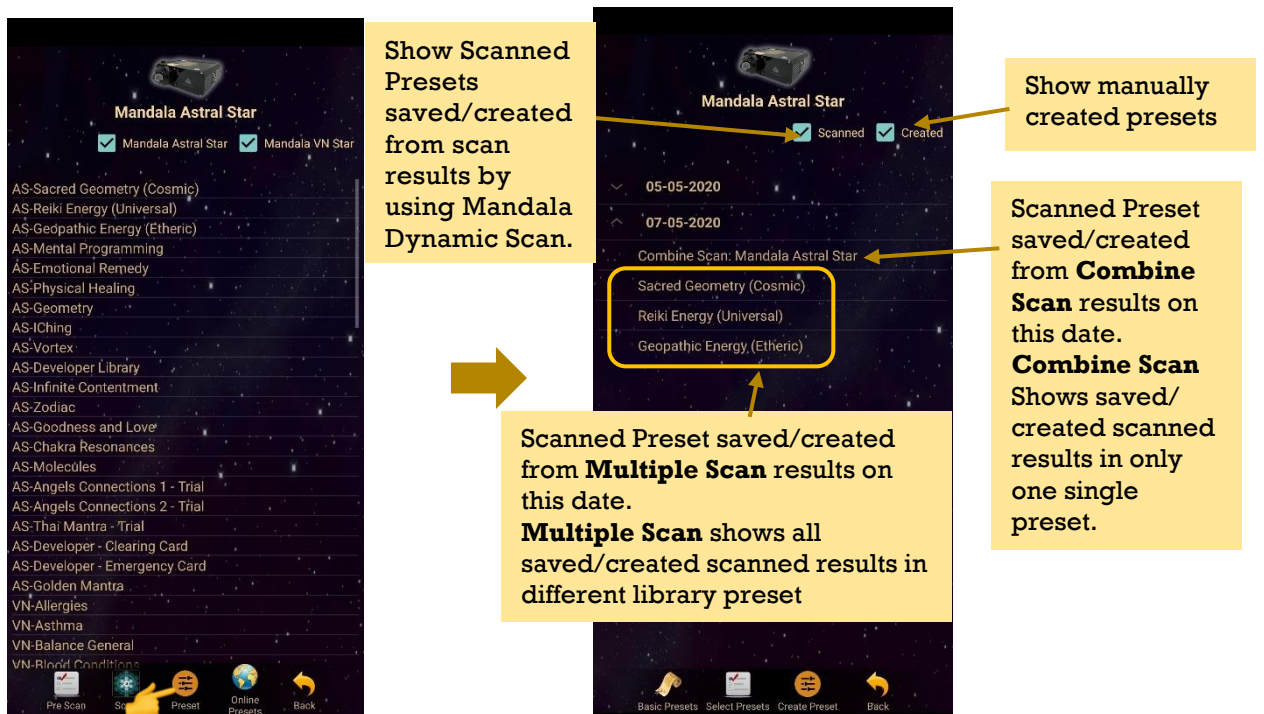 Mandala Astral Star
Mandala Astral Star
Mandala VN Star
AS-Sacred Geometry (Cosmic)
AS-Reiki Energy (Universal)
AS-Geopathic Energy (Etheric)
AS-Mental Programming
AS-Emotional Remedy
AS-Physical Healing
AS-Geometry
AS-IChing
AS-Vortex
AS-Developer Library
AS-Infinite Contentment
AS-Zodiac
AS-Goodness and Love
AS-Chakra Resonances
AS-Molecules
AS-Angels Connections 1 - Trial
AS-Angels Connections 2 - Trial
AS-Thai Mantra - Trial
AS-Developer - Clearing Card
AS-Developer - Emergency Card
AS-Golden Mantra
VN-Allergies
VN-Asthma
VN-Balance General
VN-Blood Conditions
Pre Scan
Preset
Online
Presets
Back
Show Scanned
Presets
saved/created
from scan
results by
using Mandala
Dynamic Scan.
Mandala Astral Star
Scanned
Created
05-05-2020
07-05-2020
Combine Scan: Mandala Astral Star
Sacred Geometry (Cosmic)
Reiki Energy (Universal)
Geopathic Energy (Etheric)
Scanned Preset saved/created
from Multiple Scan results on
this date.
Multiple Scan shows all
saved/created scanned results in
different library preset
Basic Presets
Select Presets
Create Preset
Back
Show manually
created presets
Scanned Preset
saved/created
from Combine
Scan results on
this date.
Combine Scan
Shows saved/
created scanned
results in only
one single
preset.